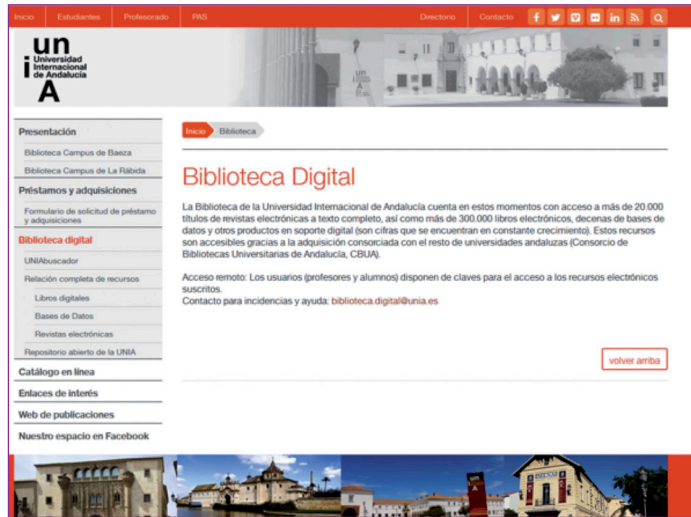 Inicio Estudiantes Profesorado PAS Directorio Contacto
un
i Universidad
Internacional
de Andalucía
A
Presentación
Biblioteca Campus de Baeza
Biblioteca Campus de La Rábida
Préstamos y adquisiciones
Formulario de solicitud de préstamo
y adquisiciones
Biblioteca digital
UNIAbuscador
Relación completa de recursos
Libros digitales
Bases de Datos
Revistas electrónicas
Repositorio abierto de la UNIA
Catálogo en línea
Enlaces de interés
Web de publicaciones
Nuestro espacio en Facebook
Inicio Biblioteca
Biblioteca Digital
La Biblioteca de la Universidad Internacional de Andalucía cuenta en estos momentos con acceso a más de 20.000
títulos de revistas electrónicas a texto completo, así como más de 300.000 libros electrónicos, decenas de bases de
datos y otros productos en soporte digital (son cifras que se encuentran en constante crecimiento). Estos recursos
son accesibles gracias a la adquisición consorciada con el resto de universidades andaluzas (Consorcio de
Bibliotecas Universitarias de Andalucía, CBUA).
Acceso remoto: Los usuarios (profesores y alumnos) disponen de claves para el acceso a los recursos electrónicos
suscritos.
Contacto para incidencias y ayuda: biblioteca.digital@unia.es
volver arriba